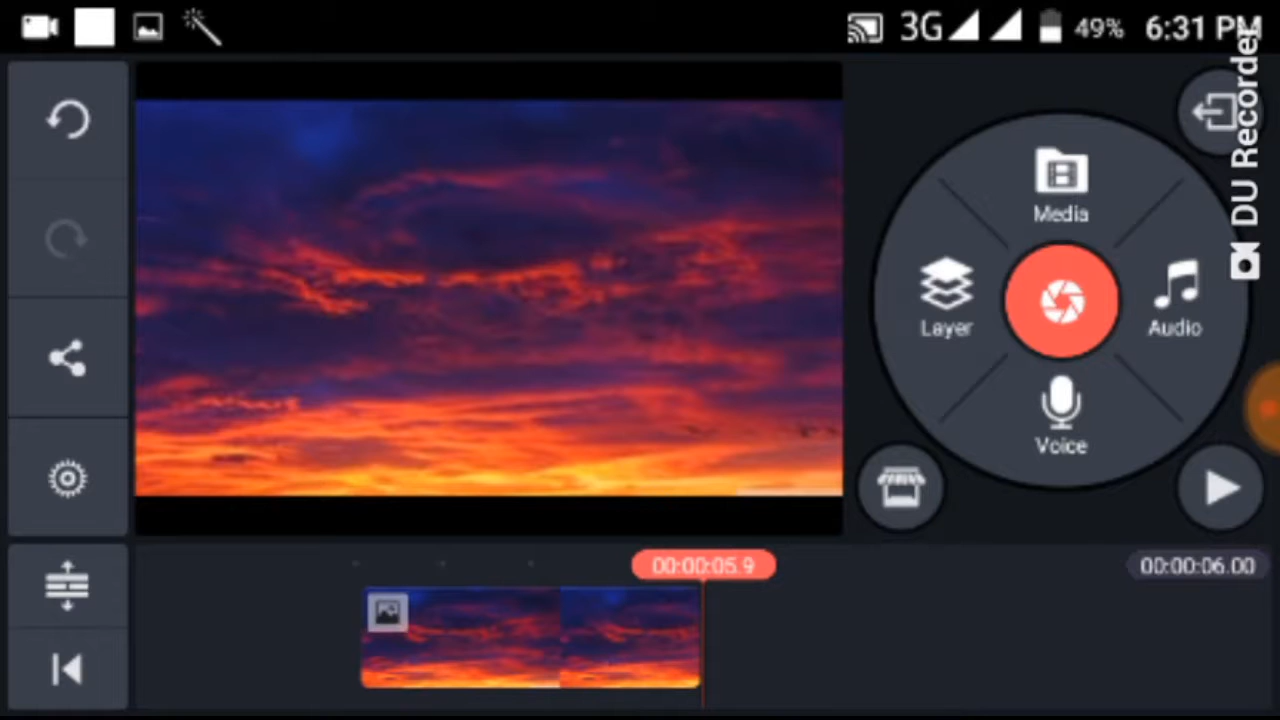 3G 49% 6:31 PM
DU Recorder
Media
Layer
Audio
Voice
00:00:05.9
00:00:06.00